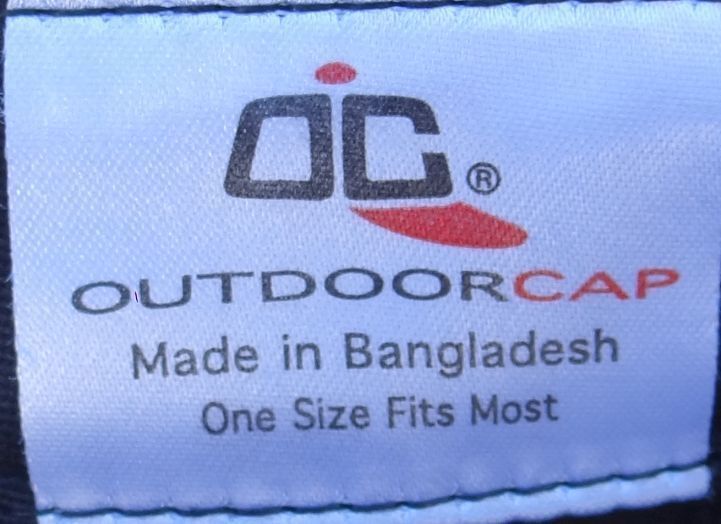 OC®
OUTDOORCAP
Made in Bangladesh
One Size Fits Most